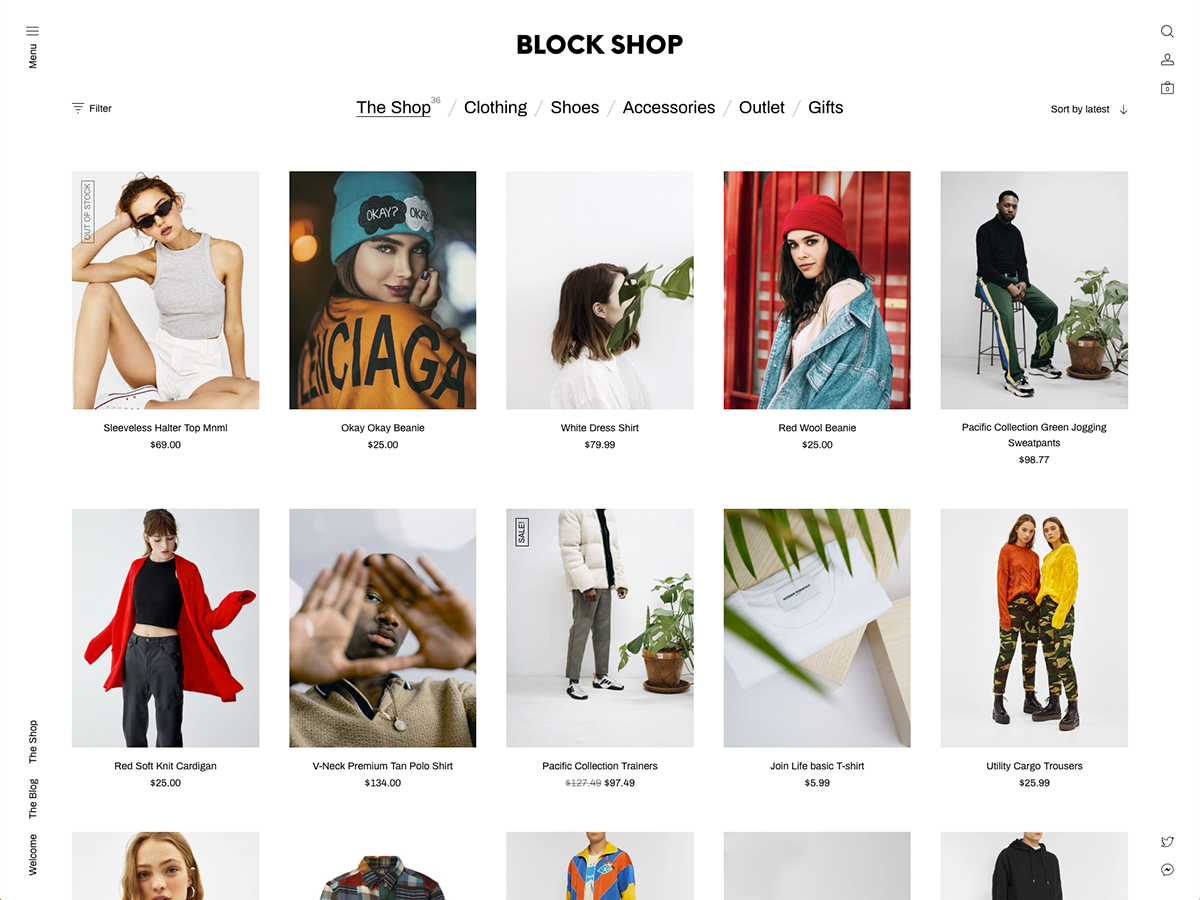 Menu
BLOCK SHOP
0
Filter
The Shop 36 / Clothing / Shoes / Accessories / Outlet / Gifts
Sort by latest
OUT OF STOCK
OKAY? OKAY.
ENCIAGA
Sleeveless Halter Top Mnml
$69.00
Okay Okay Beanie
$25.00
White Dress Shirt
$79.99
Red Wool Beanie
$25.00
Pacific Collection Green Jogging
Sweatpants
$98.77
SALE!
Red Soft Knit Cardigan
$25.00
V-Neck Premium Tan Polo Shirt
$134.00
Pacific Collection Trainers
$127.49 $97.49
Join Life basic T-shirt
$5.99
Utility Cargo Trousers
$25.99
The Shop
The Blog
Welcome